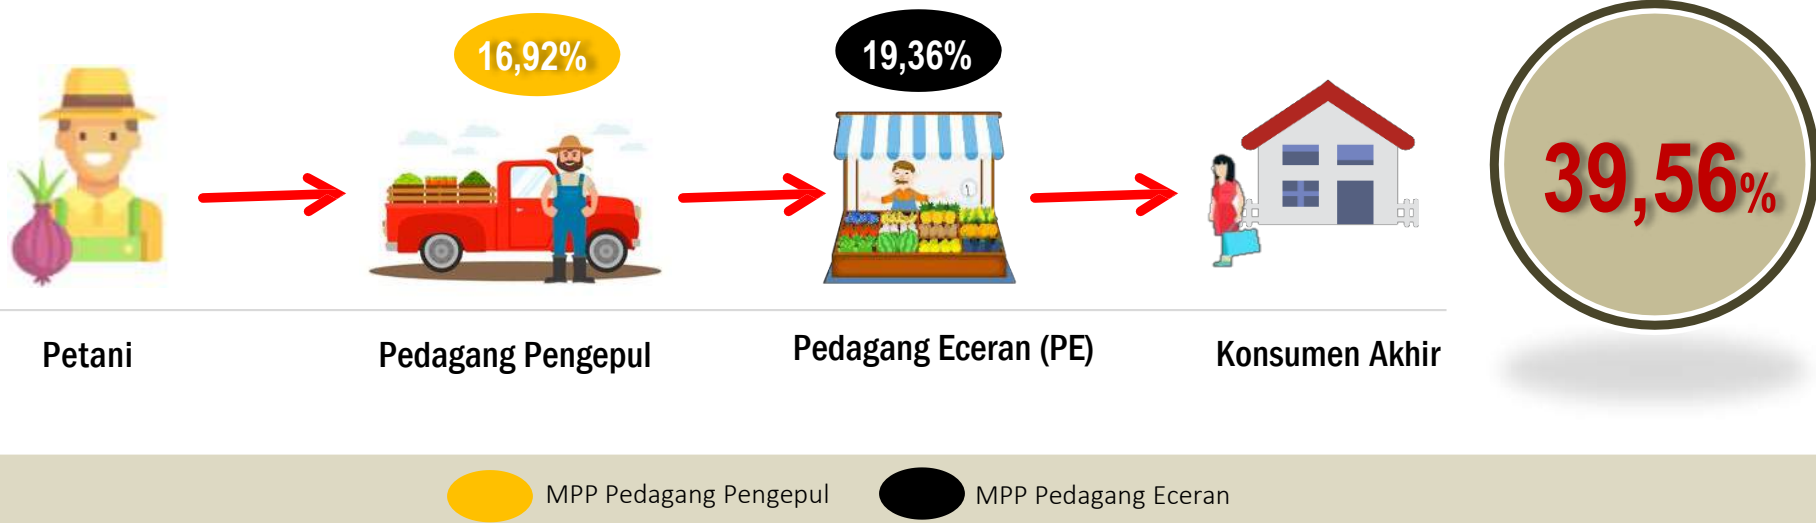 16,92%
19,36%
39,56%
Petani
Pedagang Pengepul
Pedagang Eceran (PE)
Konsumen Akhir
MPP Pedagang Pengepul
MPP Pedagang Eceran